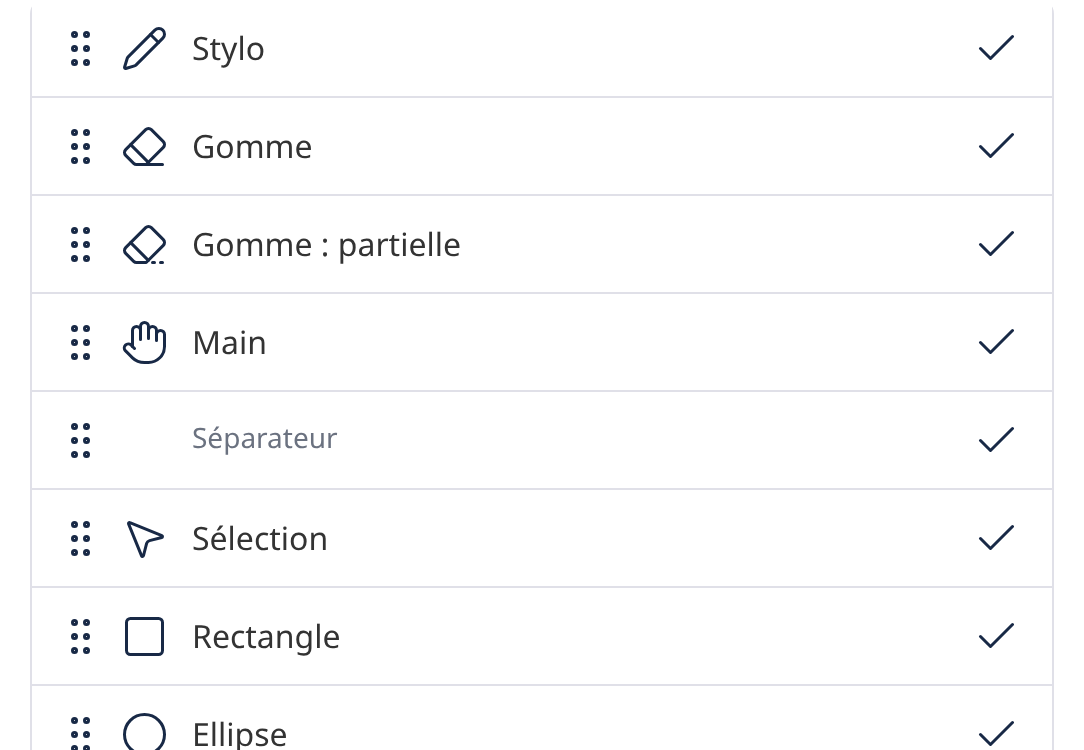 Stylo
Gomme
Gomme : partielle
Main
Séparateur
Sélection
Rectangle
Ellipse